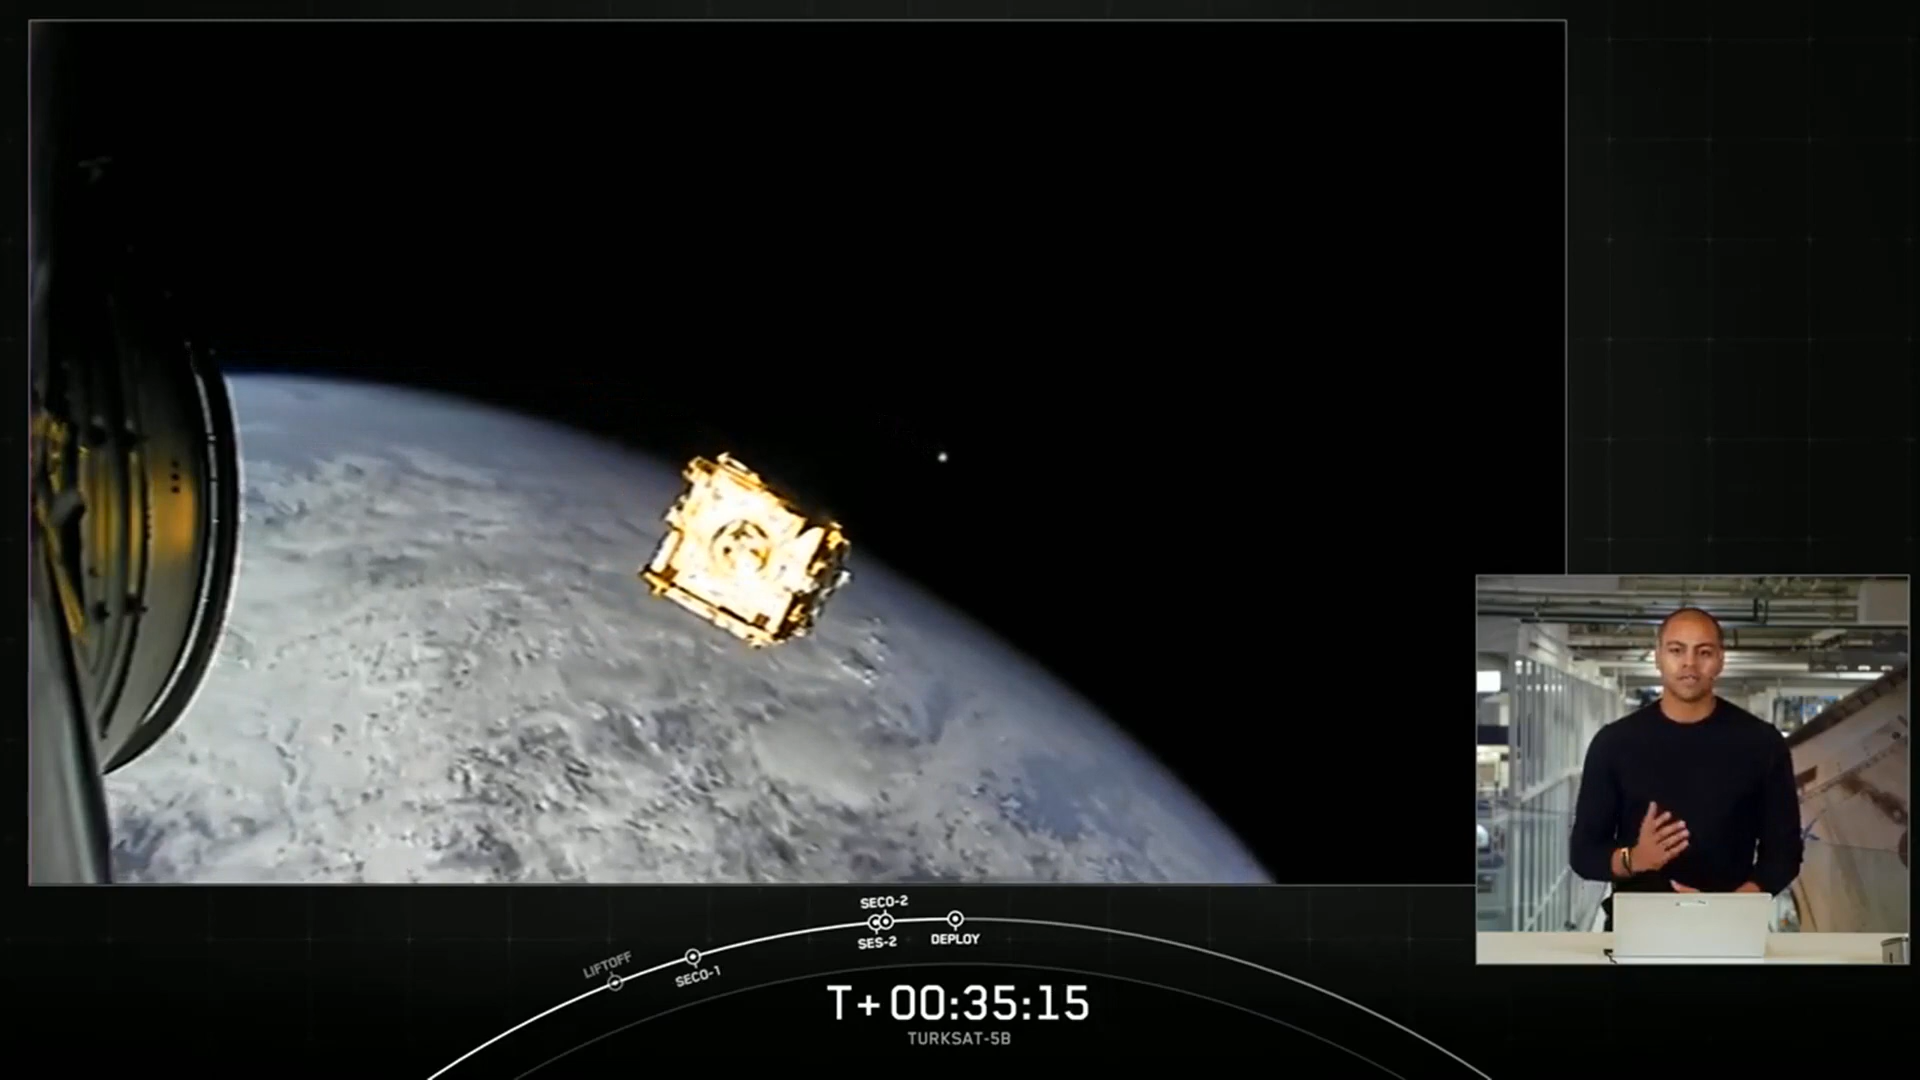 SECO-2
SES-2
DEPLOY
LIFTOFF
SECO-1
T+00:35:15
TURKSAT-5B